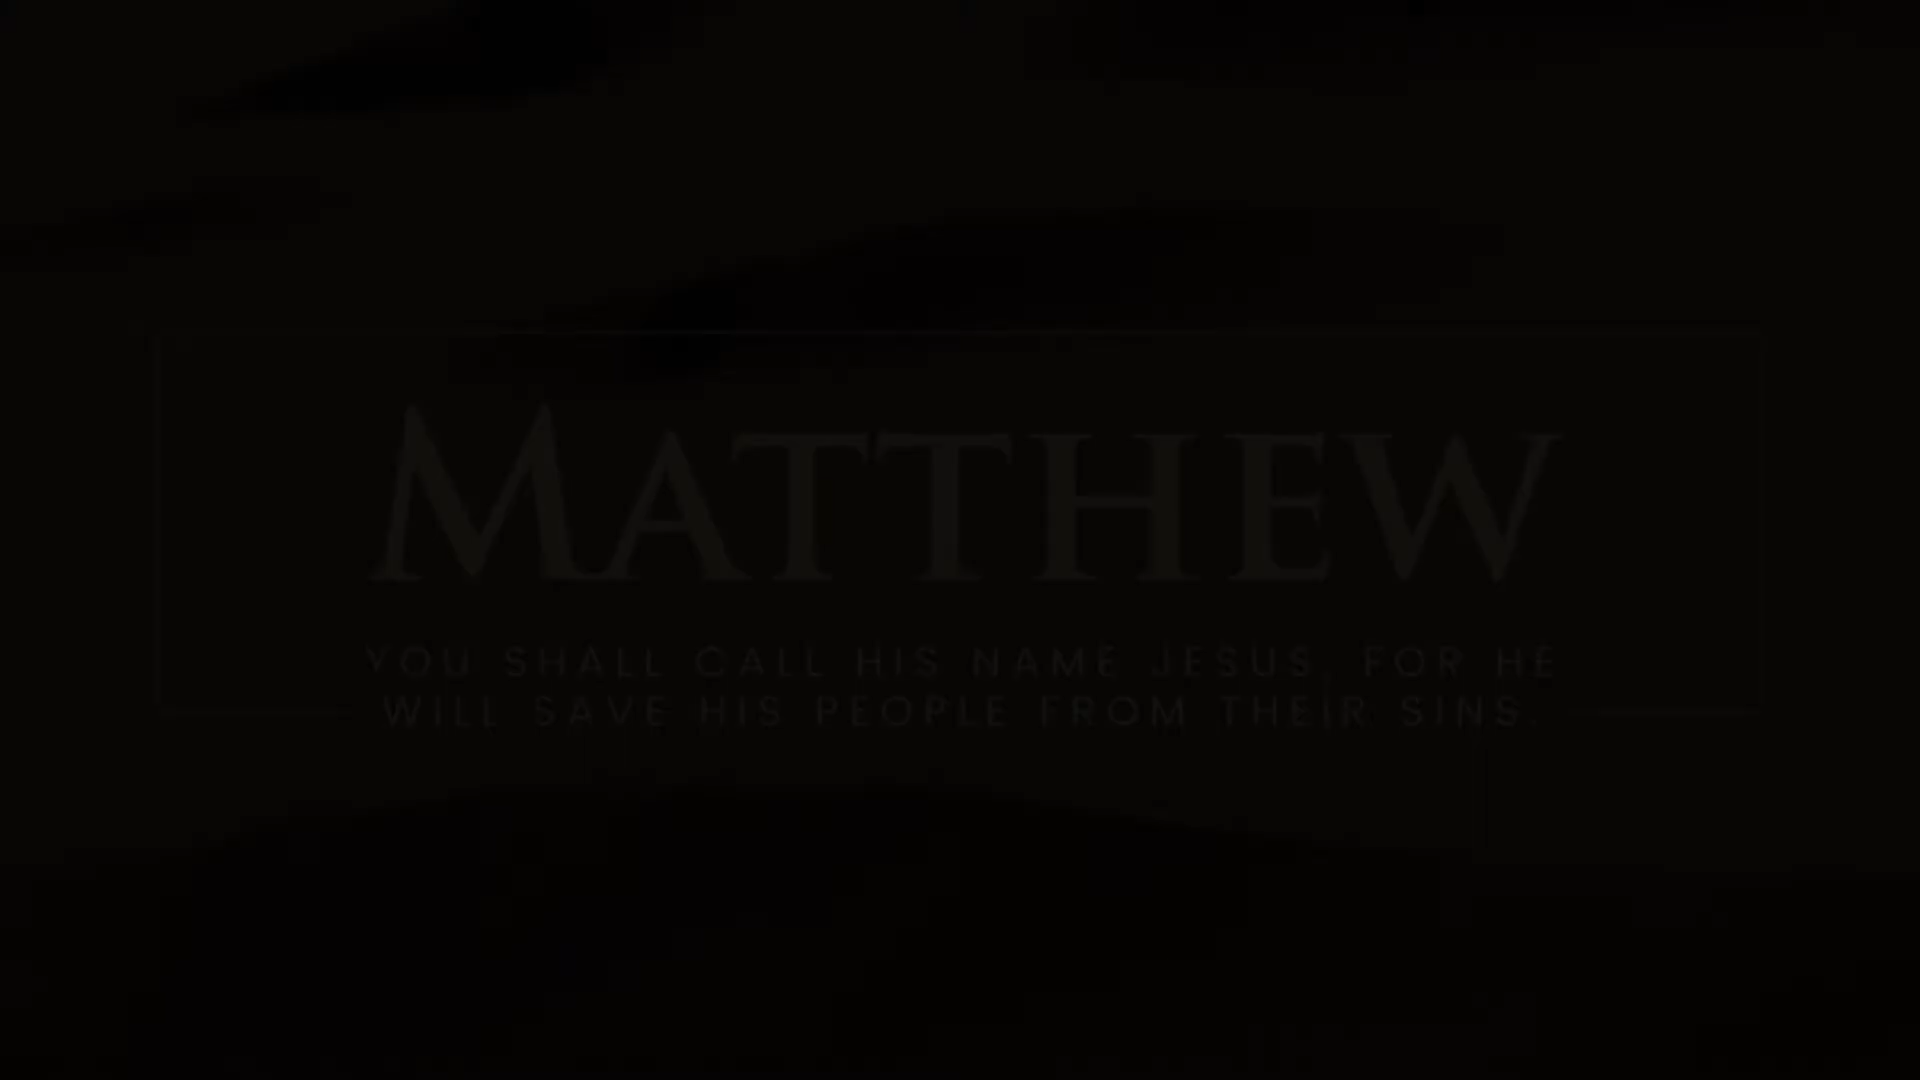 MATTHEW
YOU SHALL CALL HIS NAME JESUS, FOR HE
WILL SAVE HIS PEOPLE FROM THEIR SINS.